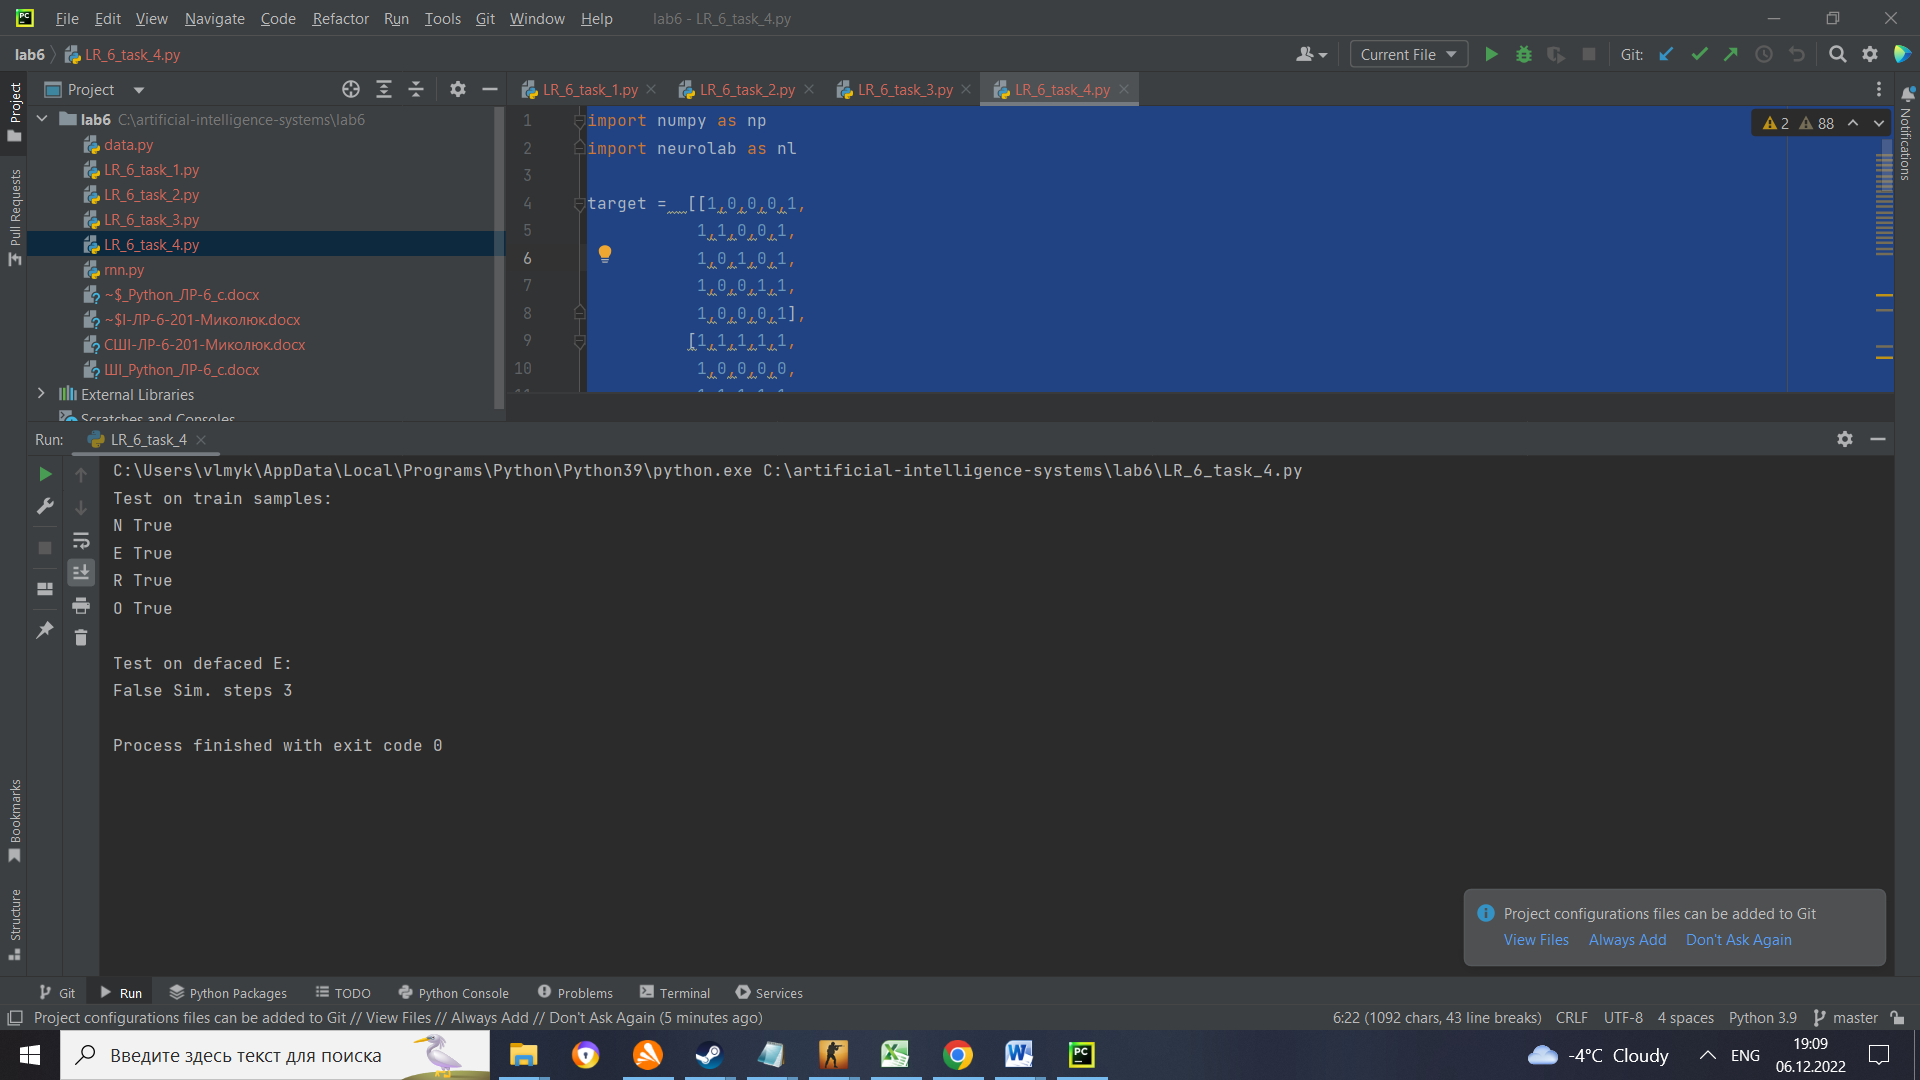 File Edit View Navigate Code Refactor Run Tools Git Window Help lab6 - LR_6_task_4.py
lab6 LR_6_task_4.py Current File Git:
Project
LR_6_task_1.py LR_6_task_2.py LR_6_task_3.py LR_6_task_4.py
Project
Pull Requests
Bookmarks
Structure
Notifications
lab6 C:\artificial-intelligence-systems\lab6
data.py
LR_6_task_1.py
LR_6_task_2.py
LR_6_task_3.py
LR_6_task_4.py
rnn.py
~$_Python_ЛР-6_c.docx
~$І-ЛР-6-201-Миколюк.docx
СШІ-ЛР-6-201-Миколюк.docx
ШІ_Python_ЛР-6_c.docx
External Libraries
Scratches and Consoles
2 88
1 import numpy as np
2 import neurolab as nl
3
4 target = [[1,0,0,0,1,
5 1,1,0,0,1,
6 1,0,1,0,1,
7 1,0,0,1,1,
8 1,0,0,0,1],
9 [1,1,1,1,1,
10 1,0,0,0,0,
Run: LR_6_task_4
C:\Users\vlmyk\AppData\Local\Programs\Python\Python39\python.exe C:\artificial-intelligence-systems\lab6\LR_6_task_4.py
Test on train samples:
N True
E True
R True
O True
Test on defaced E:
False Sim. steps 3
Process finished with exit code 0
Project configurations files can be added to Git
View Files Always Add Don't Ask Again
Git Run Python Packages TODO Python Console Problems Terminal Services
Project configurations files can be added to Git // View Files // Always Add // Don't Ask Again (5 minutes ago) 6:22 (1092 chars, 43 line breaks) CRLF UTF-8 4 spaces Python 3.9 master
Введите здесь текст для поиска
-4°C Cloudy ENG
19:09
06.12.2022